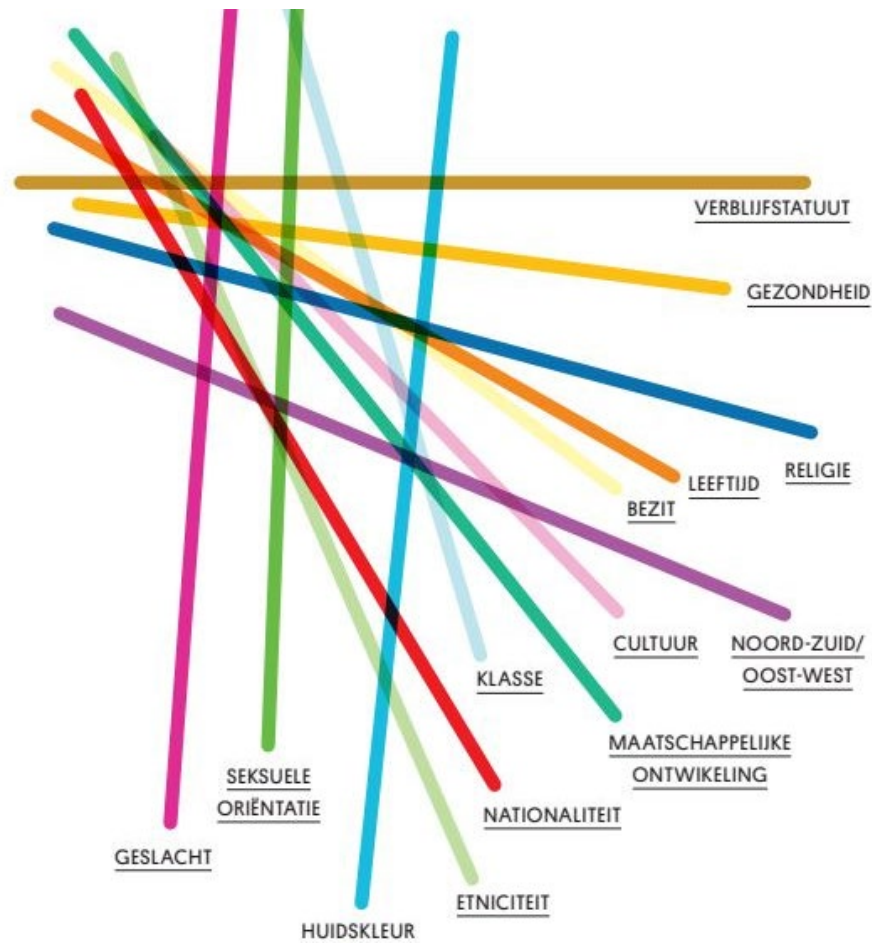 VERBLIJFSTATUUT
GEZONDHEID
RELIGIE
LEEFTIJD
BEZIT
NOORD-ZUID/
OOST-WEST
CULTUUR
KLASSE
MAATSCHAPPELIJKE
ONTWIKELING
SEKSUELE
ORIËNTATIE
NATIONALITEIT
GESLACHT
ETNICITEIT
HUIDSKLEUR